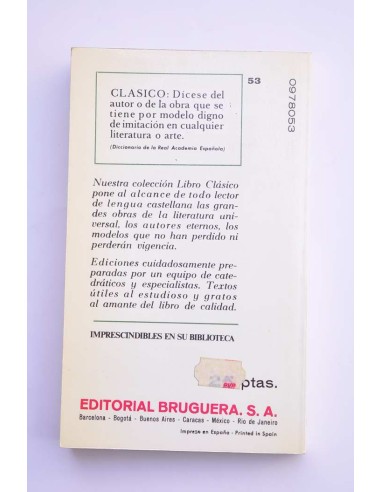 53
0978053
CLASICO: Dícese del
autor o de la obra que se
tiene por modelo digno
de imitación en cualquier
literatura o arte.
(Diccionario de la Real Academia Española)
Nuestra colección Libro Clásico
pone al alcance de todo lector
de lengua castellana las gran-
des obras de la literatura uni-
versal, los autores eternos, los
modelos que no han perdido ni
perderán vigencia.
Ediciones cuidadosamente pre-
paradas por un equipo de cate-
dráticos y especialistas. Textos
útiles al estudioso y gratos
al amante del libro de calidad.
IMPRESCINDIBLES EN SU BIBLIOTECA
ptas.
EDITORIAL BRUGUERA, S. A.
Barcelona - Bogotá - Buenos Aires - Caracas - México - Río de Janeiro
Impreso en España - Printed in Spain